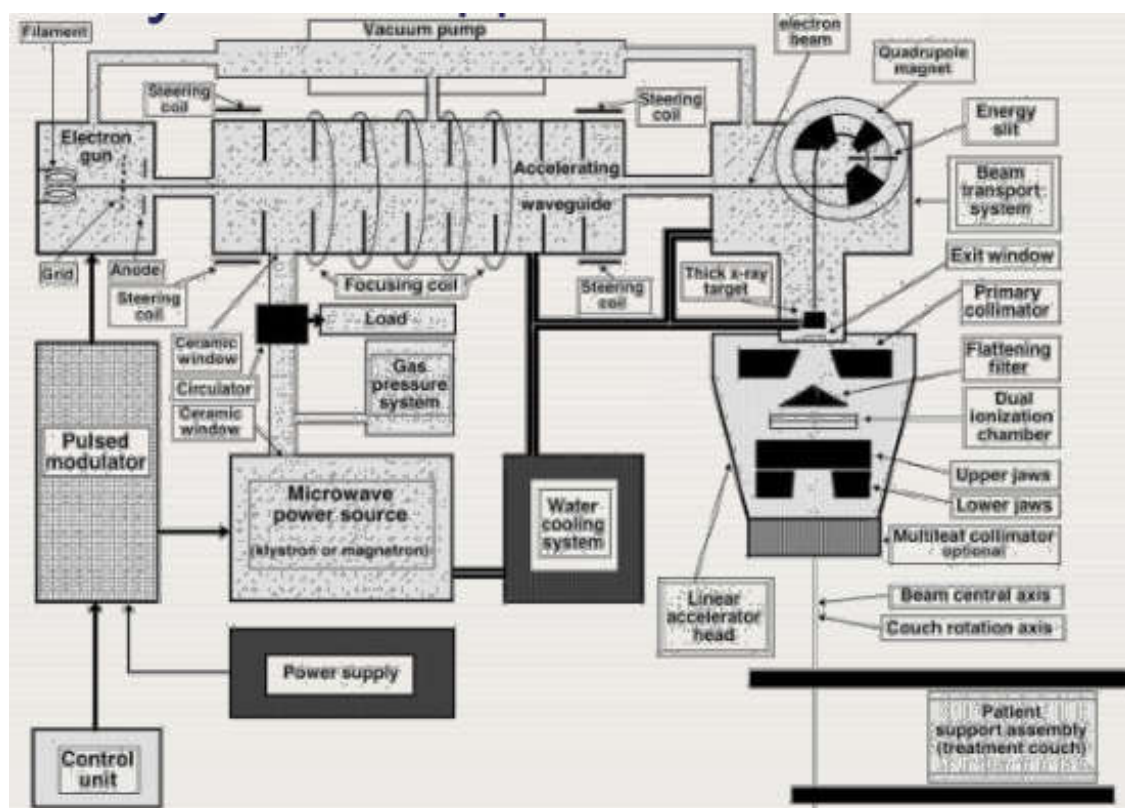 Filament
Vacuum pump
electron
beam
Quadrupole
magnet
Steering
coil
Steering
coil
Energy
slit
Electron
gun
Accelerating
waveguide
Beam
transport
system
Grid
Anode
Steering
coil
Focusing coil
Steering
coil
Thick x-ray
target
Exit window
Primary
collimator
Load
Ceramic
window
Circulator
Ceramic
window
Gas
pressure
system
Flattening
filter
Dual
ionization
chamber
Pulsed
modulator
Microwave
power source
(klystron or magnetron)
Water
cooling
system
Upper jaws
Lower jaws
Multileaf collimator
optional
Linear
accelerator
head
Beam central axis
Couch rotation axis
Power supply
Patient
support assembly
(treatment couch)
Control
unit